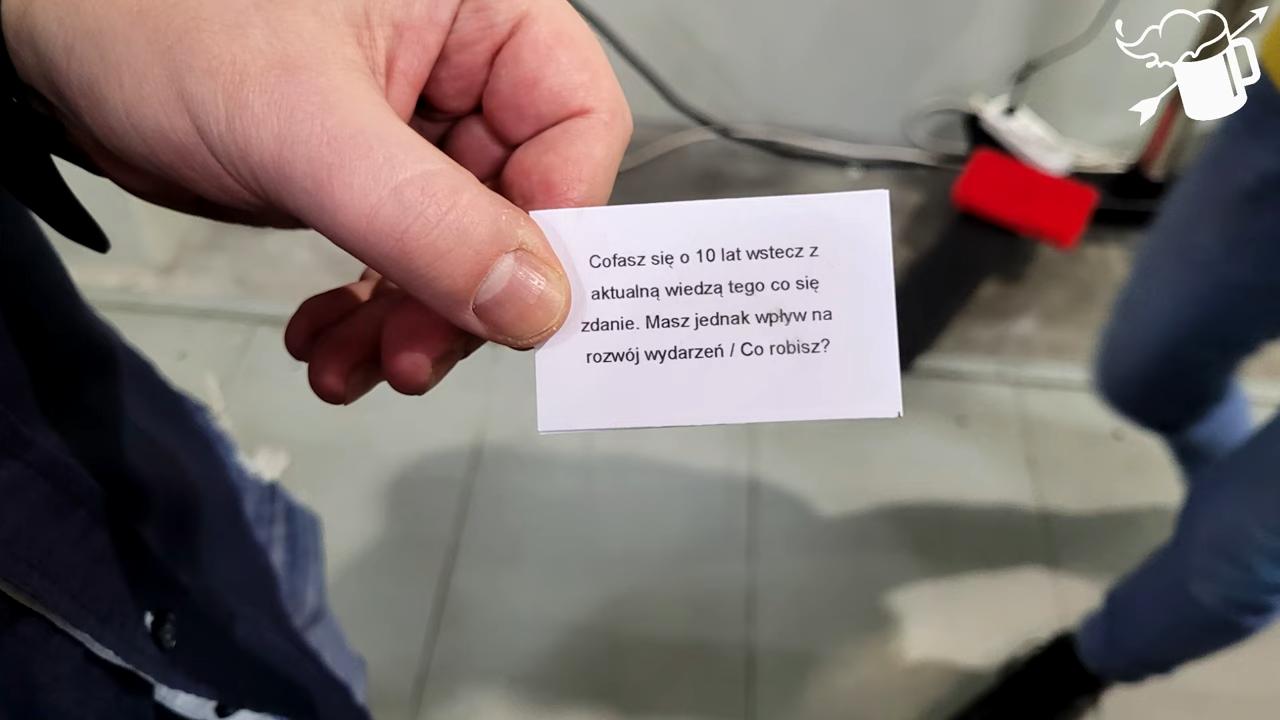 Cofasz się o 10 lat wstecz z
aktualną wiedzą tego co się
zdanie. Masz jednak wpływ na
rozwój wydarzeń / Co robisz?